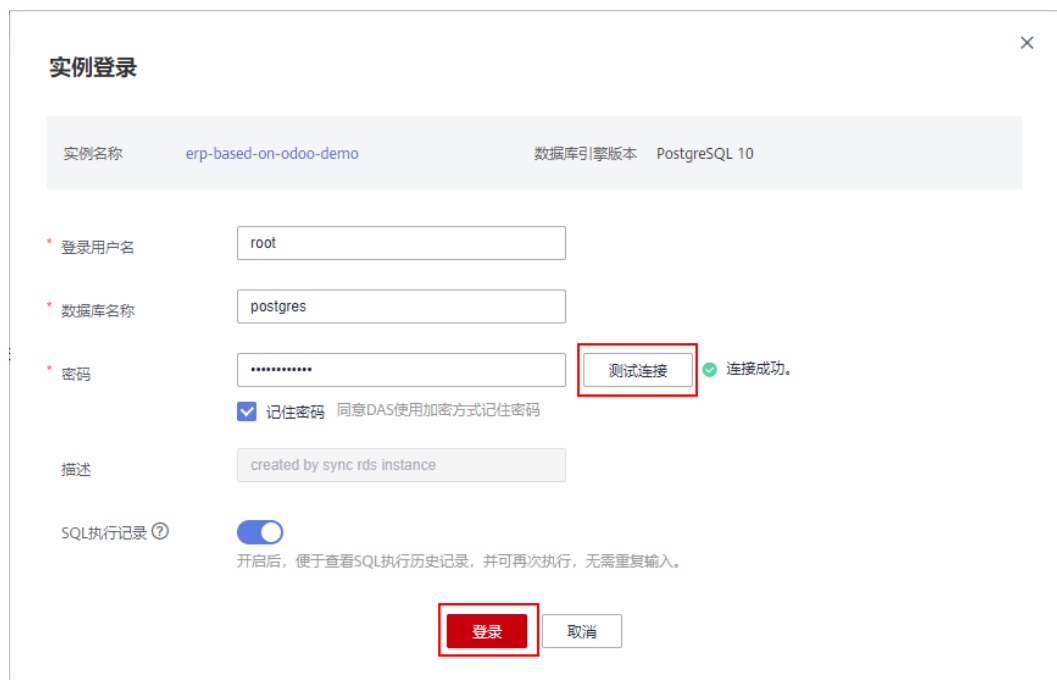 实例登录
实例名称 erp-based-on-odoo-demo 数据库引擎版本 PostgreSQL 10
* 登录用户名 root
* 数据库名称 postgres
* 密码 •••••••••••• 测试连接 连接成功。
记住密码 同意DAS使用加密方式记住密码
描述 created by sync rds instance
SQL执行记录 ?
开启后，便于查看SQL执行历史记录，并可再次执行，无需重复输入。
登录 取消